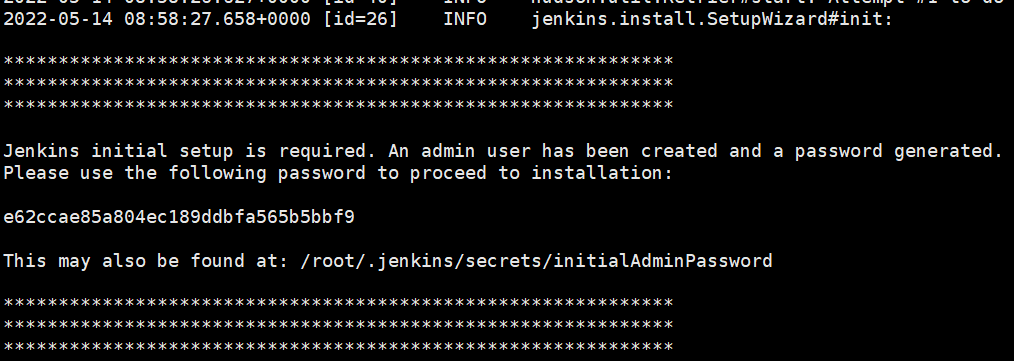 2022-05-14 08:58:27.658+0000 [id=26] INFO jenkins.install.SetupWizard#init:
*************************************************************
*************************************************************
*************************************************************
Jenkins initial setup is required. An admin user has been created and a password generated.
Please use the following password to proceed to installation:
e62ccae85a804ec189ddbfa565b5bbf9
This may also be found at: /root/.jenkins/secrets/initialAdminPassword
*************************************************************
*************************************************************
*************************************************************